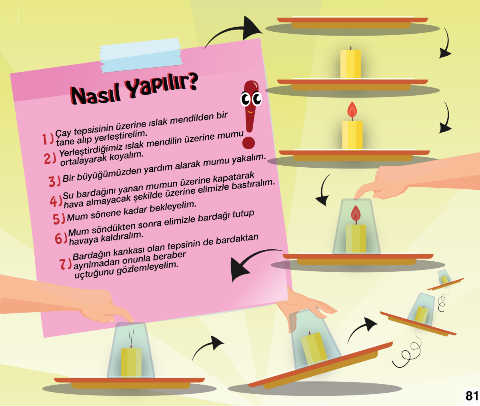 Nasıl Yapılır?
1) Çay tepsisinin üzerine ıslak mendilden bir
tane alıp yerleştirelim.
2) Yerleştirdiğimiz ıslak mendilin üzerine mumu
ortalayarak koyalım.
3) Bir büyüğümüzden yardım alarak mumu yakalım.
4) Su bardağını yanan mumun üzerine kapatarak
hava almayacak şekilde üzerine elimizle bastıralım.
5) Mum sönene kadar bekleyelim.
6) Mum söndükten sonra elimizle bardağı tutup
havaya kaldıralım.
7) Bardağın kankası olan tepsinin de bardaktan
ayrılmadan onunla beraber
uçtuğunu gözlemleyelim.
81